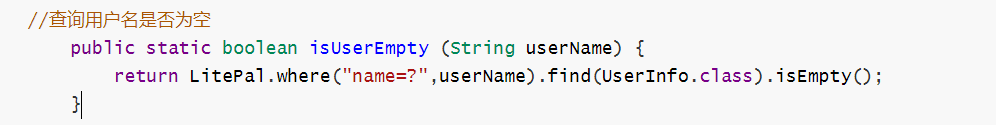 //查询用户名是否为空
public static boolean isUserEmpty (String userName) {
return LitePal.where("name=?",userName).find(UserInfo.class).isEmpty();
}